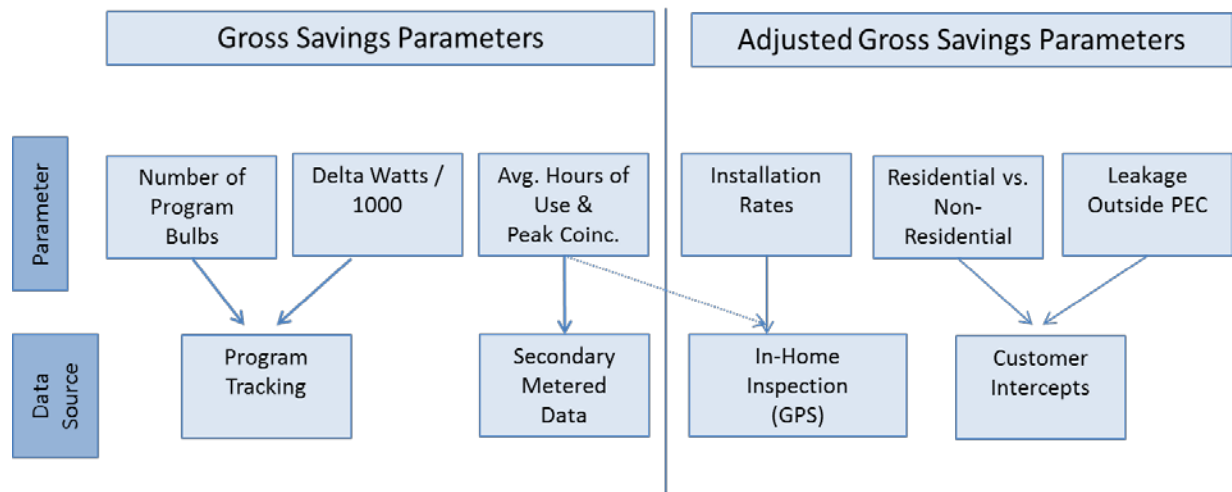 Gross Savings Parameters
Adjusted Gross Savings Parameters
Parameter
Number of
Program
Bulbs
Delta Watts /
1000
Avg. Hours of
Use &
Peak Coinc.
Installation
Rates
Residential vs.
Non-
Residential
Leakage
Outside PEC
Data
Source
Program
Tracking
Secondary
Metered
Data
In-Home
Inspection
(GPS)
Customer
Intercepts